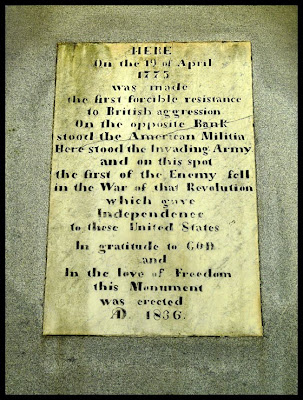 HERE
On the 19 of April
1775
was made
the first forcible resistance
to British aggression
On the opposite Bank
stood the American Militia
Here stood the Invading Army
and on this spot
the first of the Enemy fell
in the War of that Revolution
which gave
Independence
to these United States
In gratitude to GOD
and
In the love of Freedom
this Monument
was erected
AD. 1836.